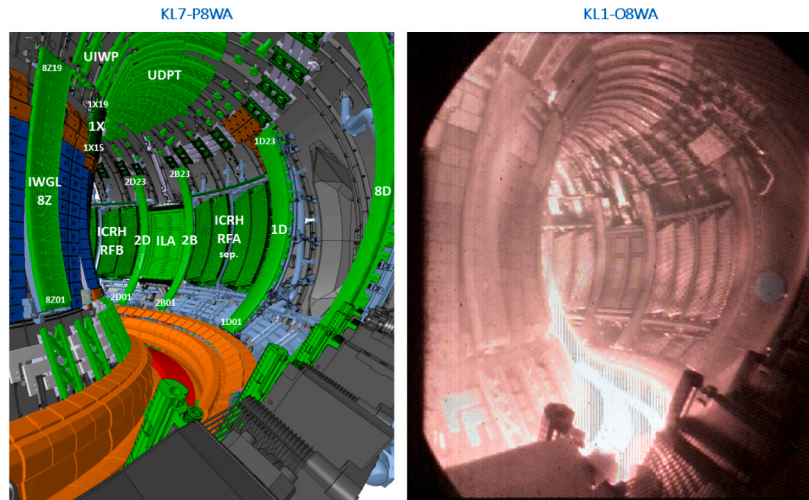 KL7-P8WA
KL1-O8WA
UIWP
8Z19
UDPT
1X19
1X
1X15
1D23
2B23
2D23
IWGL
8Z
8D
ICRH
RFB
2D
ILA
2B
ICRH
RFA
sep.
1D
8Z01
2D01
2B01
1D01